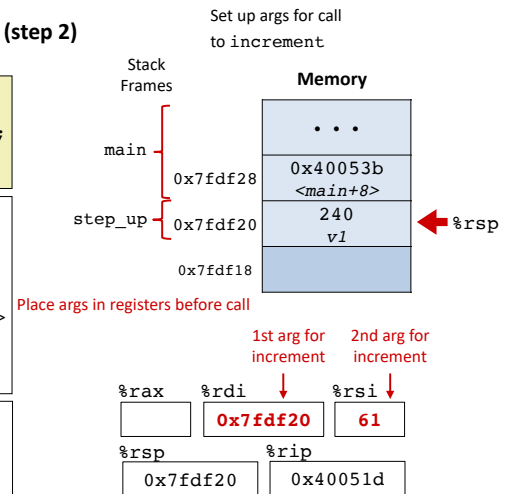 (step 2)
Set up args for call
to increment
Stack
Frames
Memory
;
• • •
main
0x7fdf28
0x40053b
<main+8>
step_up
0x7fdf20
240
v1
%rsp
0x7fdf18
Place args in registers before call
>
1st arg for
increment
2nd arg for
increment
%rax
%rdi
%rsi
0x7fdf20
61
%rsp
%rip
0x7fdf20
0x40051d